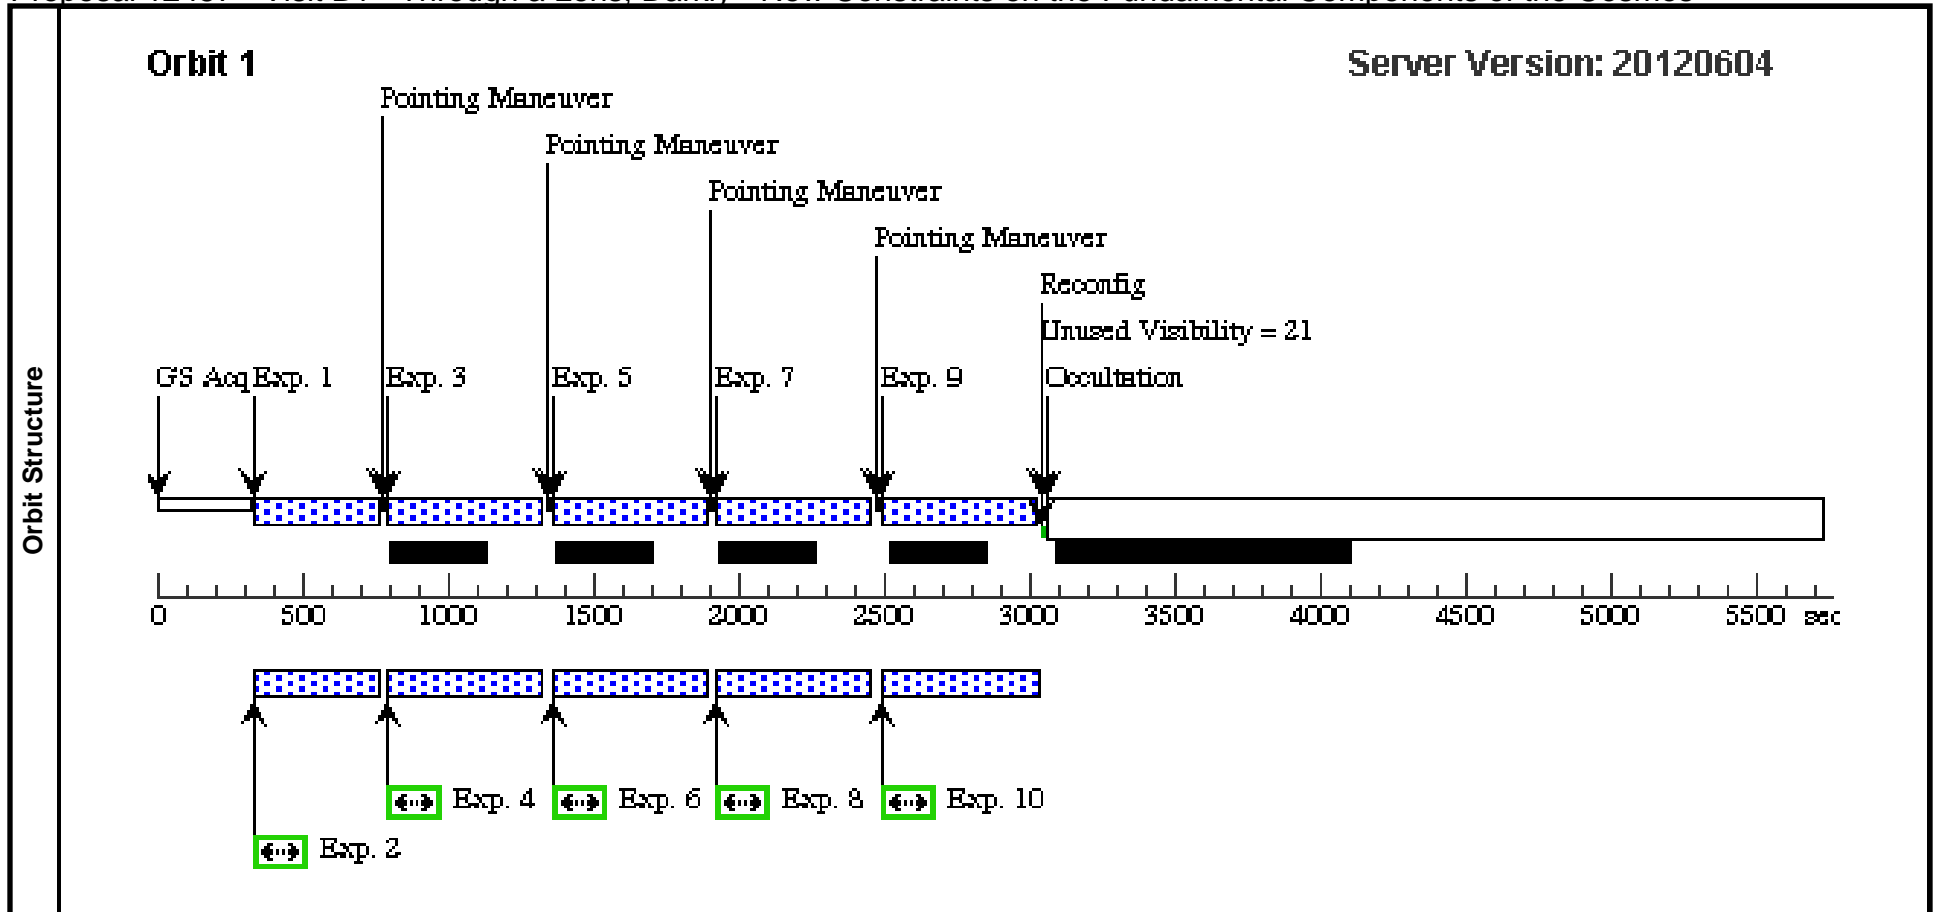 Orbit 1
Server Version: 20120604
Pointing Maneuver
Pointing Maneuver
Pointing Maneuver
Pointing Maneuver
Reconfig
Unused Visibility = 21
GS Acq Exp. 1 Exp. 3 Exp. 5 Exp. 7 Exp. 9 Occultation
Orbit Structure
0 500 1000 1500 2000 2500 3000 3500 4000 4500 5000 5500 sec
Exp. 4 Exp. 6 Exp. 8 Exp. 10
Exp. 2